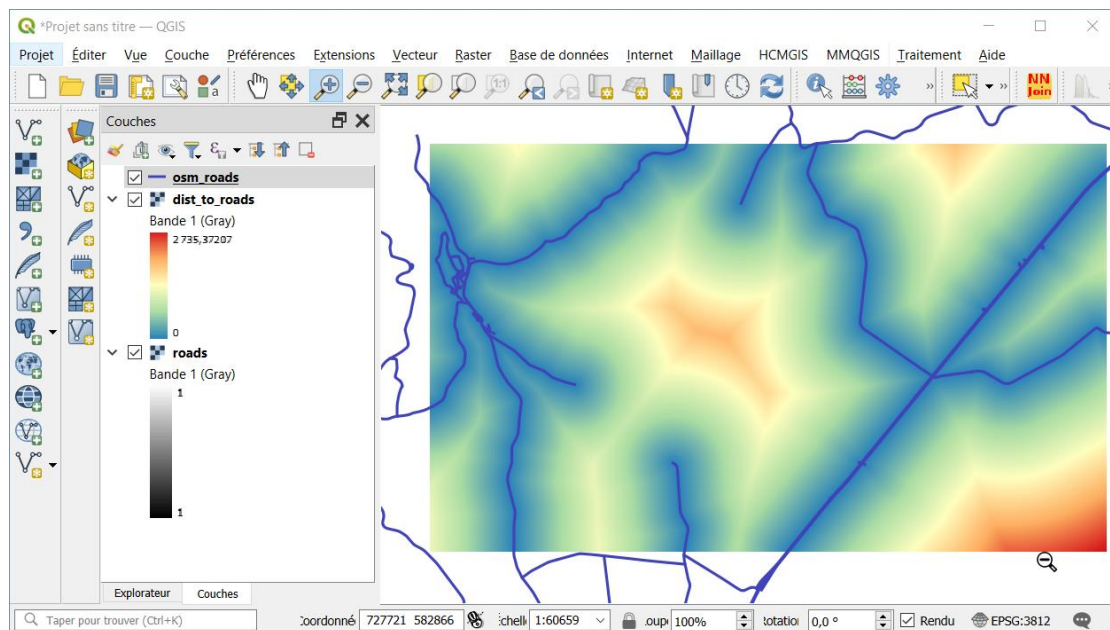 *Projet sans titre — QGIS
Projet Éditer Vue Couche Préférences Extensions Vecteur Raster Base de données Internet Maillage HCMGIS MMQGIS Traitement Aide
NN
Join
Couches
osm_roads
dist_to_roads
Bande 1 (Gray)
2 735,37207
0
roads
Bande 1 (Gray)
1
1
Explorateur Couches
Taper pour trouver (Ctrl+K) oordonné 727721 582866 chell 1:60659 oup 100% otatio 0,0 ° Rendu EPSG:3812